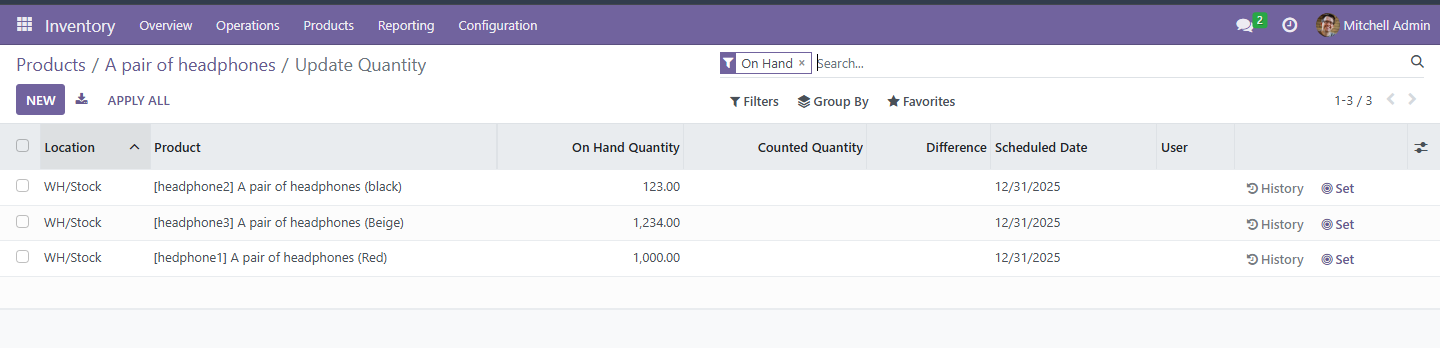 Inventory Overview Operations Products Reporting Configuration 2 Mitchell Admin
Products / A pair of headphones / Update Quantity On Hand × Search...
NEW APPLY ALL Filters Group By Favorites 1-3 / 3
Location Product On Hand Quantity Counted Quantity Difference Scheduled Date User
WH/Stock [headphone2] A pair of headphones (black) 123.00 12/31/2025 History Set
WH/Stock [headphone3] A pair of headphones (Beige) 1,234.00 12/31/2025 History Set
WH/Stock [hedphone1] A pair of headphones (Red) 1,000.00 12/31/2025 History Set